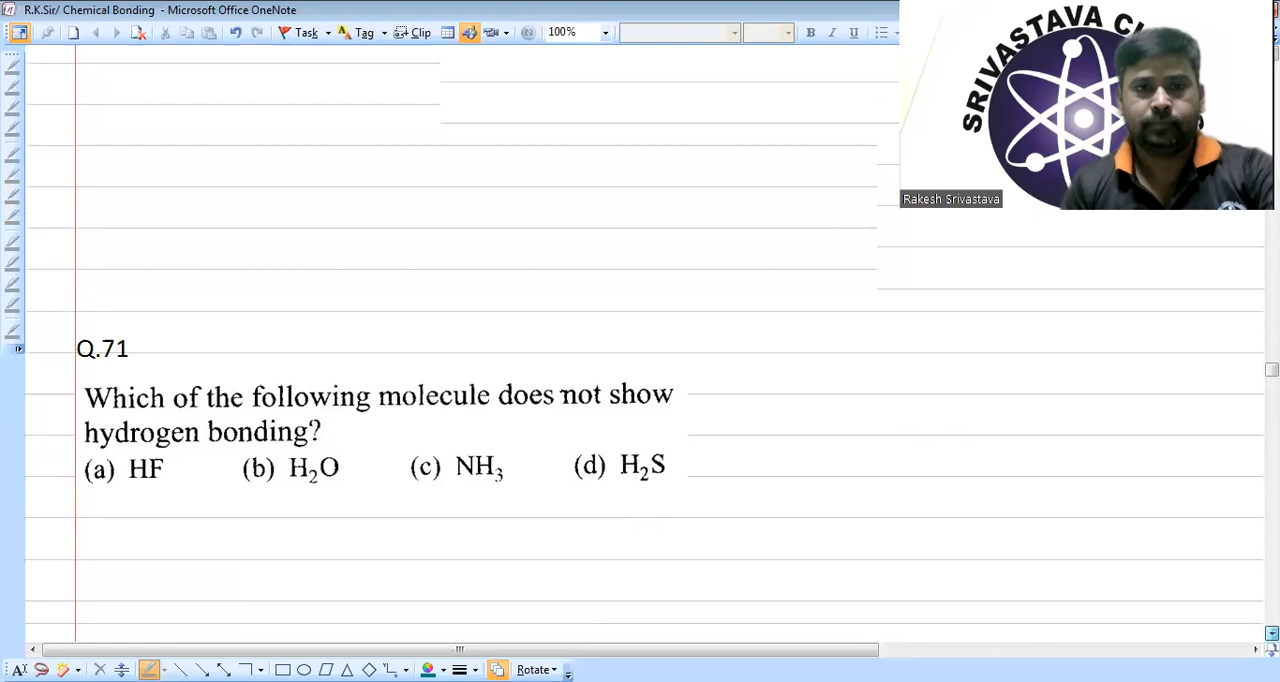 R.K.Sir/ Chemical Bonding - Microsoft Office OneNote
Task
Tag
Clip
100%
B I U
SRIVASTAVA
Rakesh Srivastava
Q.71
Which of the following molecule does not show
hydrogen bonding?
(a) HF (b) H₂O (c) NH₃ (d) H₂S
Rotate